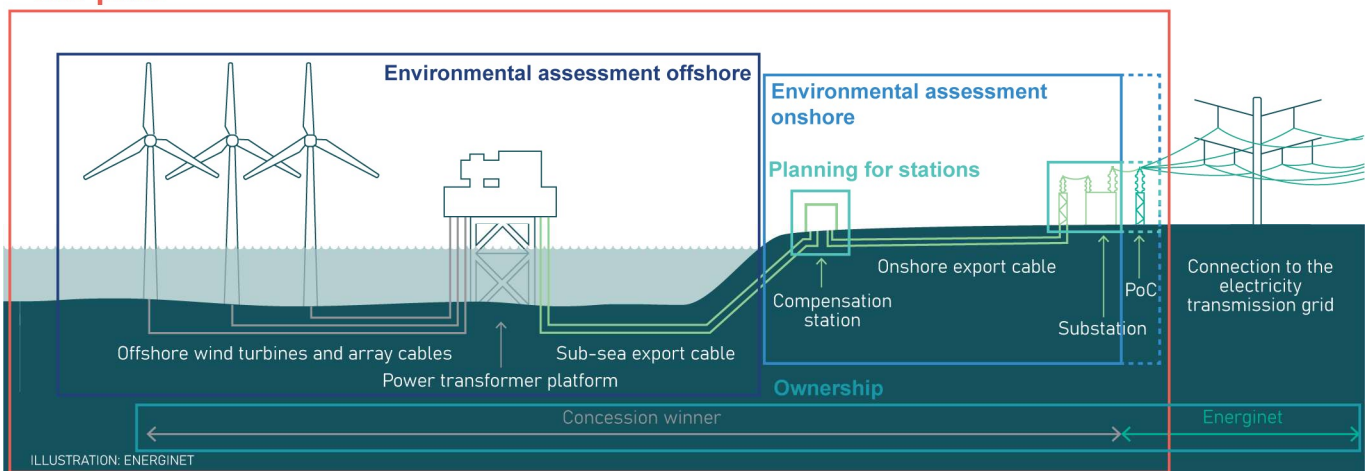 Environmental assessment offshore
Environmental assessment
onshore
Planning for stations
Offshore wind turbines and array cables
Power transformer platform
Sub-sea export cable
Compensation
station
Onshore export cable
Substation
PoC
Connection to the
electricity
transmission grid
Ownership
Concession winner
Energinet
ILLUSTRATION: ENERGINET